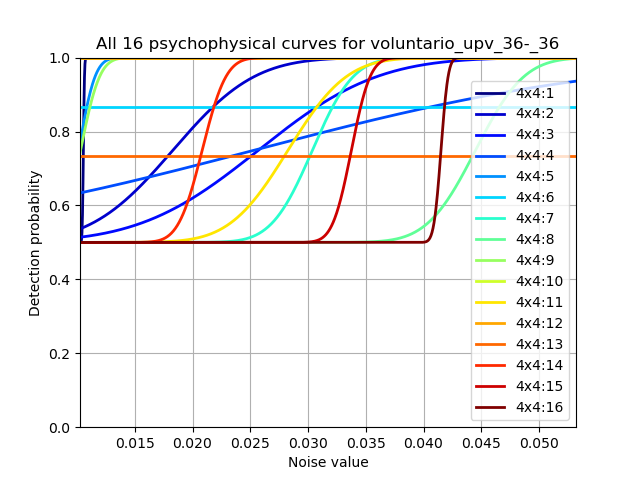 All 16 psychophysical curves for voluntario_upv_36-_36
1.0
0.8
0.6
0.4
0.2
0.0
Detection probability
0.015 0.020 0.025 0.030 0.035 0.040 0.045 0.050
Noise value
4x4:1
4x4:2
4x4:3
4x4:4
4x4:5
4x4:6
4x4:7
4x4:8
4x4:9
4x4:10
4x4:11
4x4:12
4x4:13
4x4:14
4x4:15
4x4:16